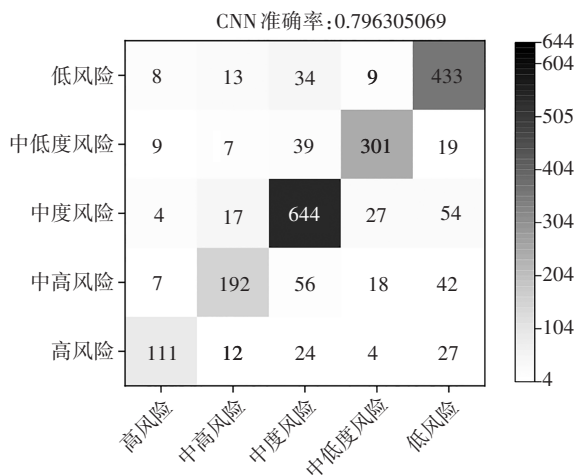 CNN 准确率:0.796305069
低风险 8 13 34 9 433
中低度风险 9 7 39 301 19
中度风险 4 17 644 27 54
中高风险 7 192 56 18 42
高风险 111 12 24 4 27
高风险 中高风险 中度风险 中低度风险 低风险
644
604
505
404
304
204
104
4